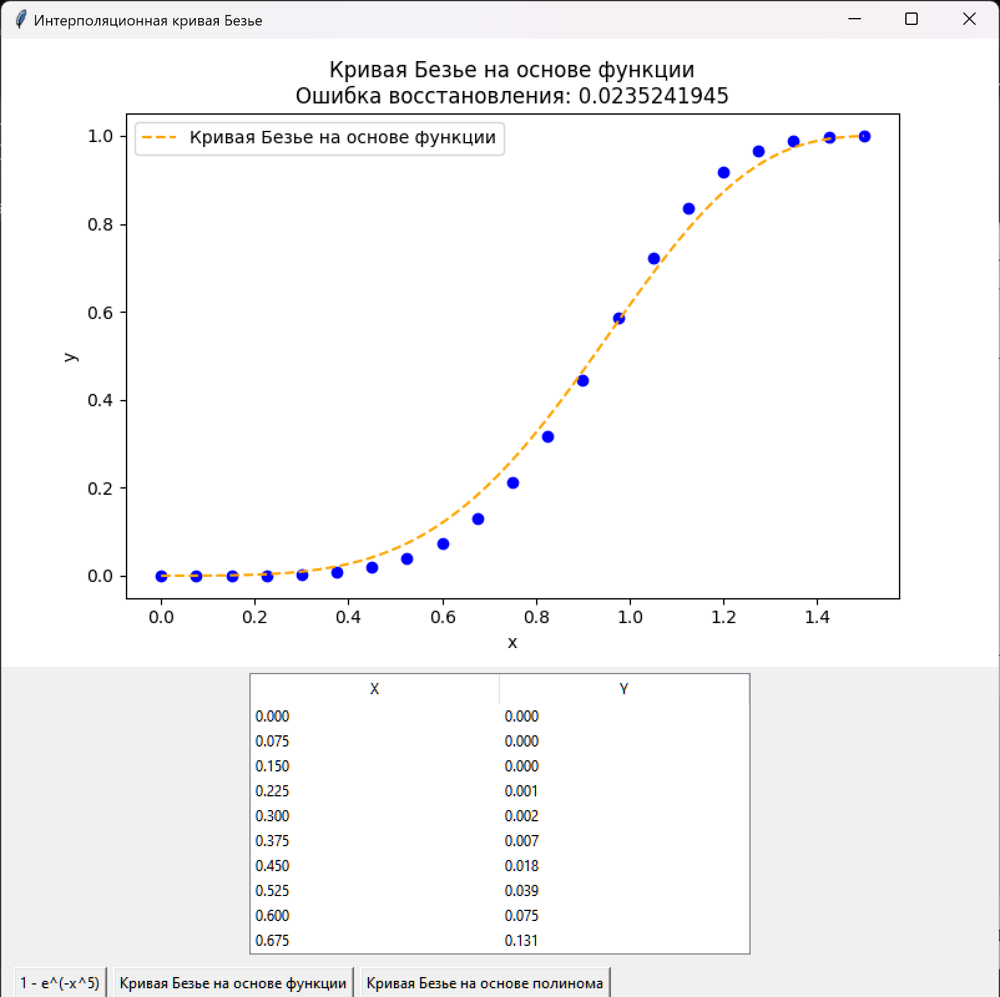 Интерполяционная кривая Безье
Кривая Безье на основе функции
Ошибка восстановления: 0.0235241945
Кривая Безье на основе функции
1.0
0.8
0.6
0.4
0.2
0.0
y
0.0 0.2 0.4 0.6 0.8 1.0 1.2 1.4
x
X Y
0.000 0.000
0.075 0.000
0.150 0.000
0.225 0.001
0.300 0.002
0.375 0.007
0.450 0.018
0.525 0.039
0.600 0.075
0.675 0.131
1 - e^(-x^5) Кривая Безье на основе функции Кривая Безье на основе полинома